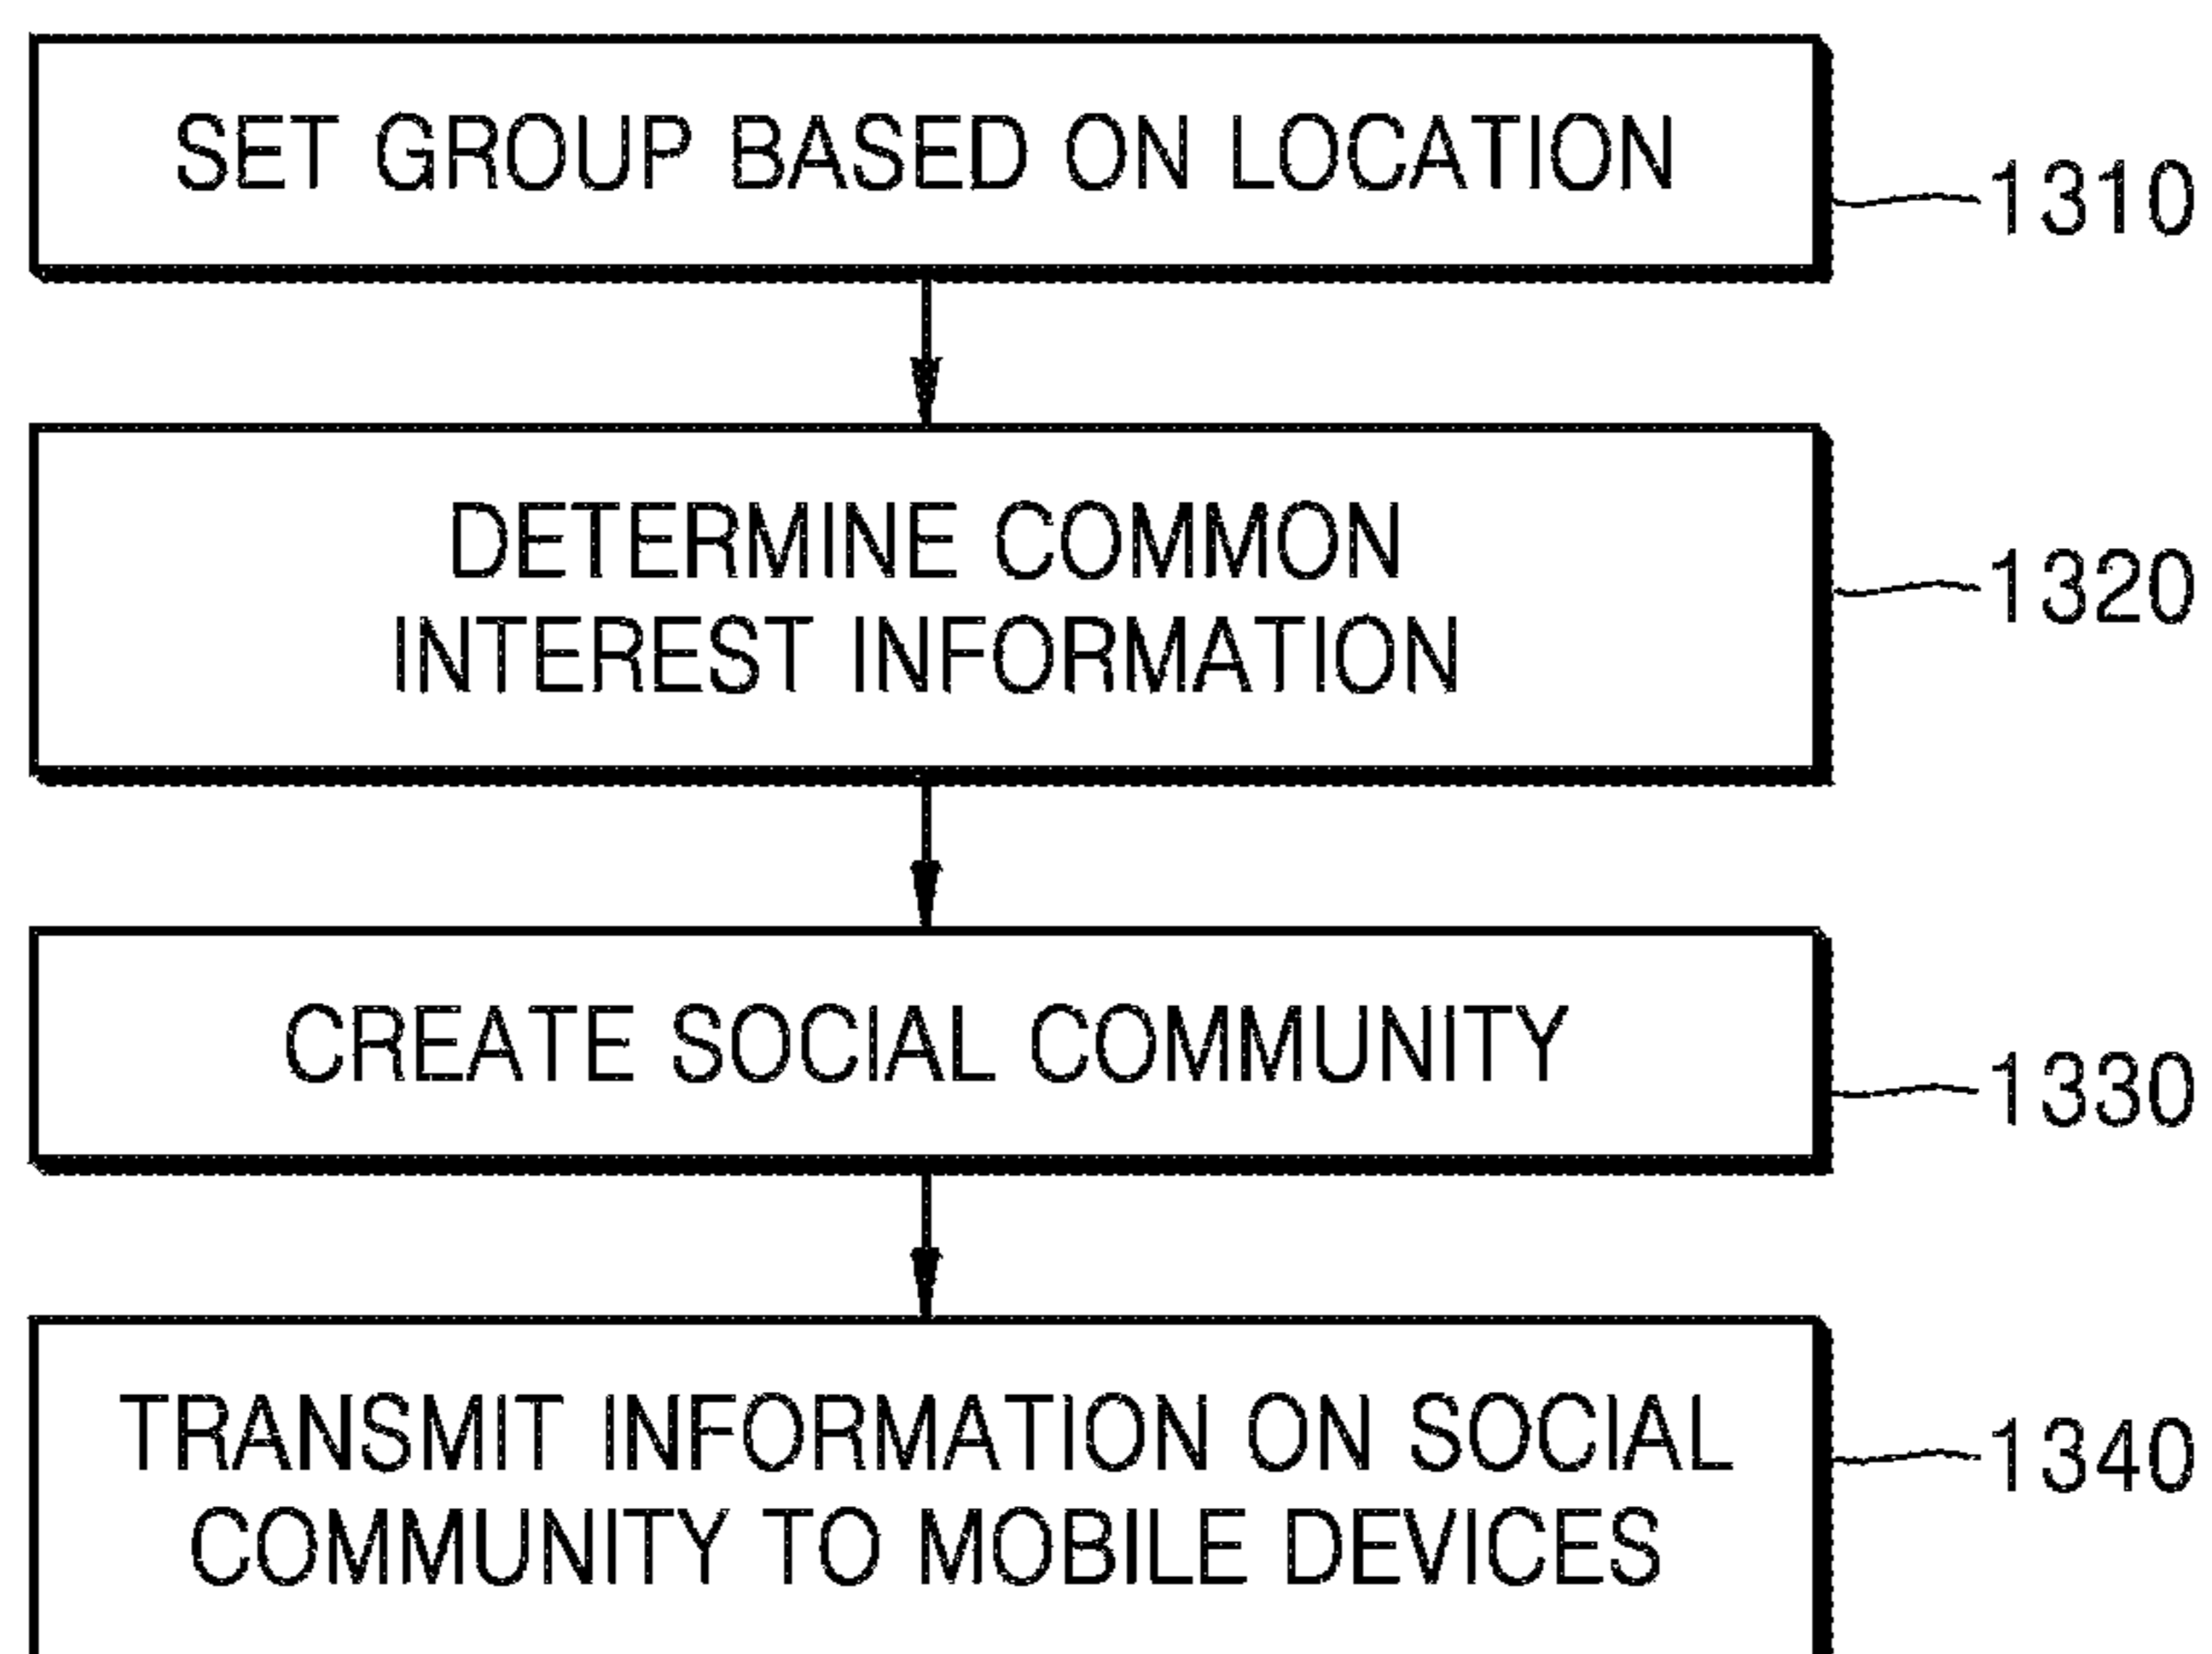 SET GROUP BASED ON LOCATION
1310
DETERMINE COMMON
INTEREST INFORMATION
1320
CREATE SOCIAL COMMUNITY
1330
TRANSMIT INFORMATION ON SOCIAL
COMMUNITY TO MOBILE DEVICES
1340